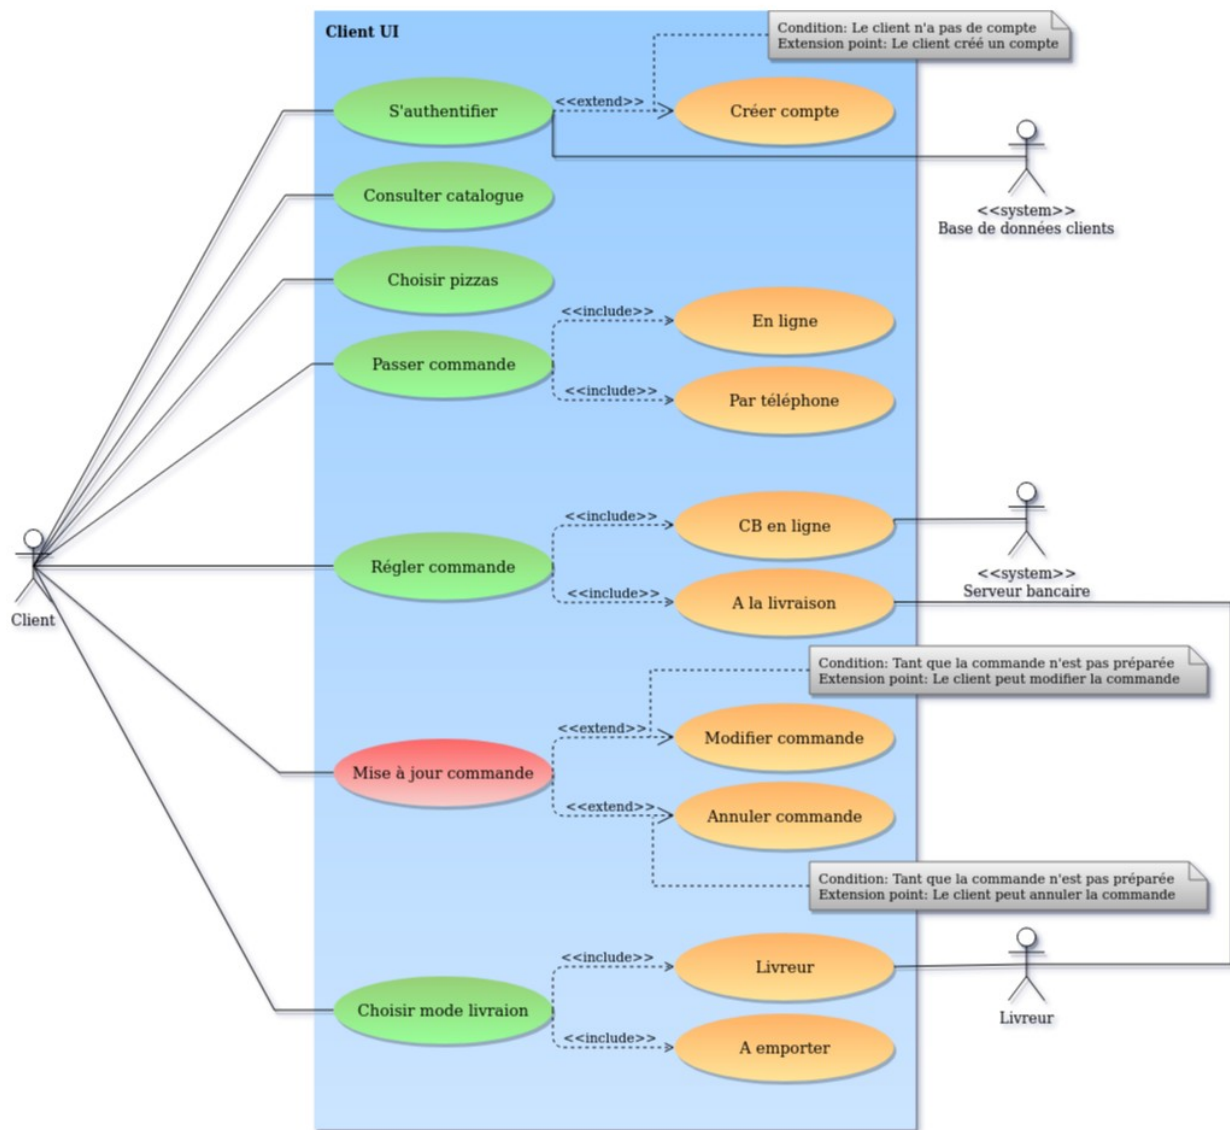 Client UI
Condition: Le client n'a pas de compte
Extension point: Le client créé un compte
S'authentifier
<<extend>>
Créer compte
<<system>>
Base de données clients
Consulter catalogue
Choisir pizzas
Passer commande
<<include>>
En ligne
<<include>>
Par téléphone
Client
Régler commande
<<include>>
CB en ligne
<<system>>
Serveur bancaire
<<include>>
A la livraison
Condition: Tant que la commande n'est pas préparée
Extension point: Le client peut modifier la commande
Mise à jour commande
<<extend>>
Modifier commande
<<extend>>
Annuler commande
Condition: Tant que la commande n'est pas préparée
Extension point: Le client peut annuler la commande
Choisir mode livraion
<<include>>
Livreur
Livreur
<<include>>
A emporter